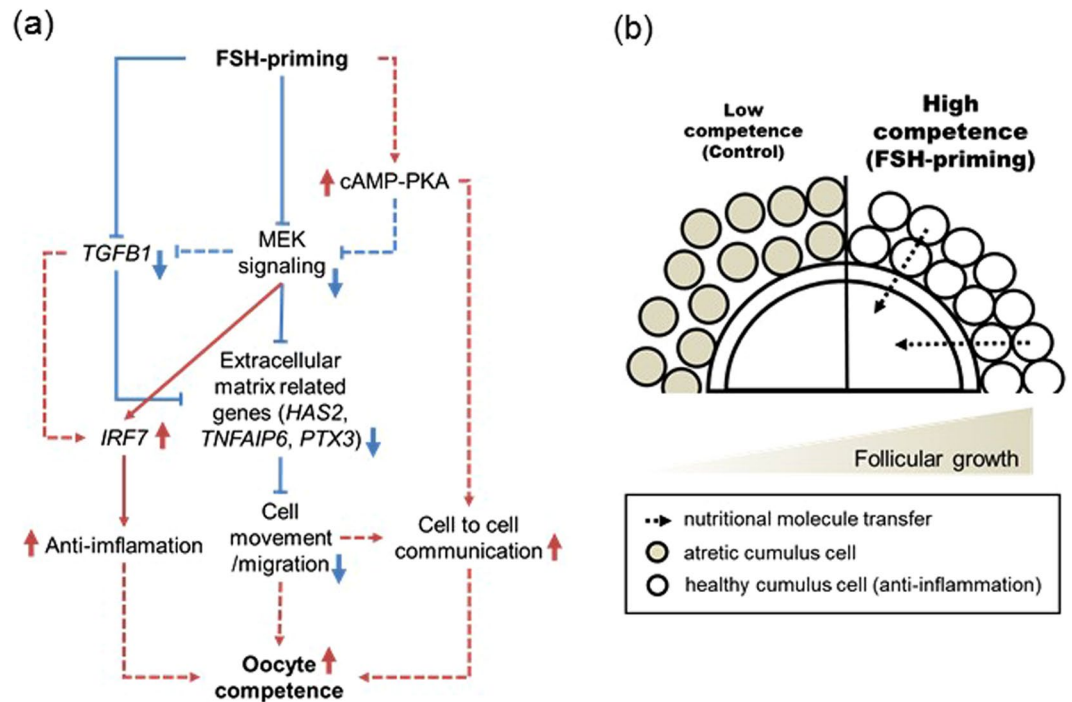 (a)
FSH-priming
cAMP-PKA
TGFB1
MEK
signaling
Extracellular
matrix related
genes (HAS2,
TNFAIP6, PTX3)
IRF7
Anti-imflamation
Cell
movement
/migration
Cell to cell
communication
Oocyte
competence
(b)
Low
competence
(Control)
High
competence
(FSH-priming)
Follicular growth
nutritional molecule transfer
atretic cumulus cell
healthy cumulus cell (anti-inflammation)